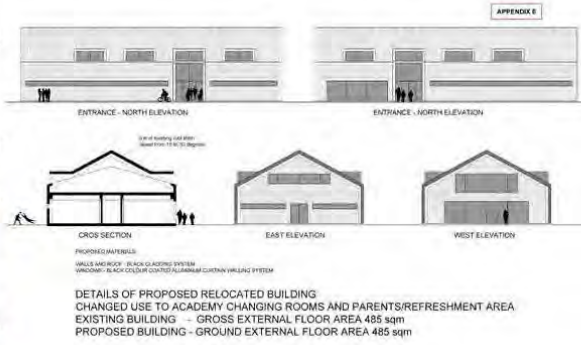 APPENDIX 6
ENTRANCE - NORTH ELEVATION
ENTRANCE - NORTH ELEVATION
CROS SECTION
EAST ELEVATION
WEST ELEVATION
PROPOSED MATERIALS:
WALLS AND ROOF - BLACK CLADDING SYSTEM
WINDOWS - BLACK COLOUR COATED ALUMINIUM CURTAIN WALLING SYSTEM
DETAILS OF PROPOSED RELOCATED BUILDING
CHANGED USE TO ACADEMY CHANGING ROOMS AND PARENTS/REFRESHMENT AREA
EXISTING BUILDING - GROSS EXTERNAL FLOOR AREA 485 sqm
PROPOSED BUILDING - GROUND EXTERNAL FLOOR AREA 485 sqm